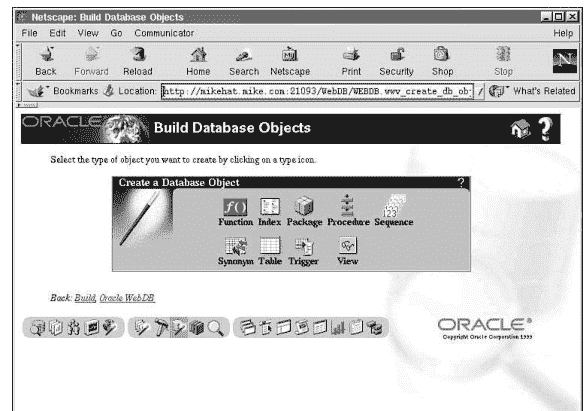 Netscape: Build Database Objects
File Edit View Go Communicator Help
Back Forward Reload Home Search Netscape Print Security Shop Stop
N
Bookmarks Location: http://mikehat.mike.com:21093/WebDB/WEBDB.wwv_create_db_ob What's Related
ORACLE Build Database Objects ?
Select the type of object you want to create by clicking on a type icon.
Create a Database Object ?
f() 123
Function Index Package Procedure Sequence
Synonym Table Trigger View
Back: Build, Oracle WebDB
ORACLE®
Copyright Oracle Corporation 1999